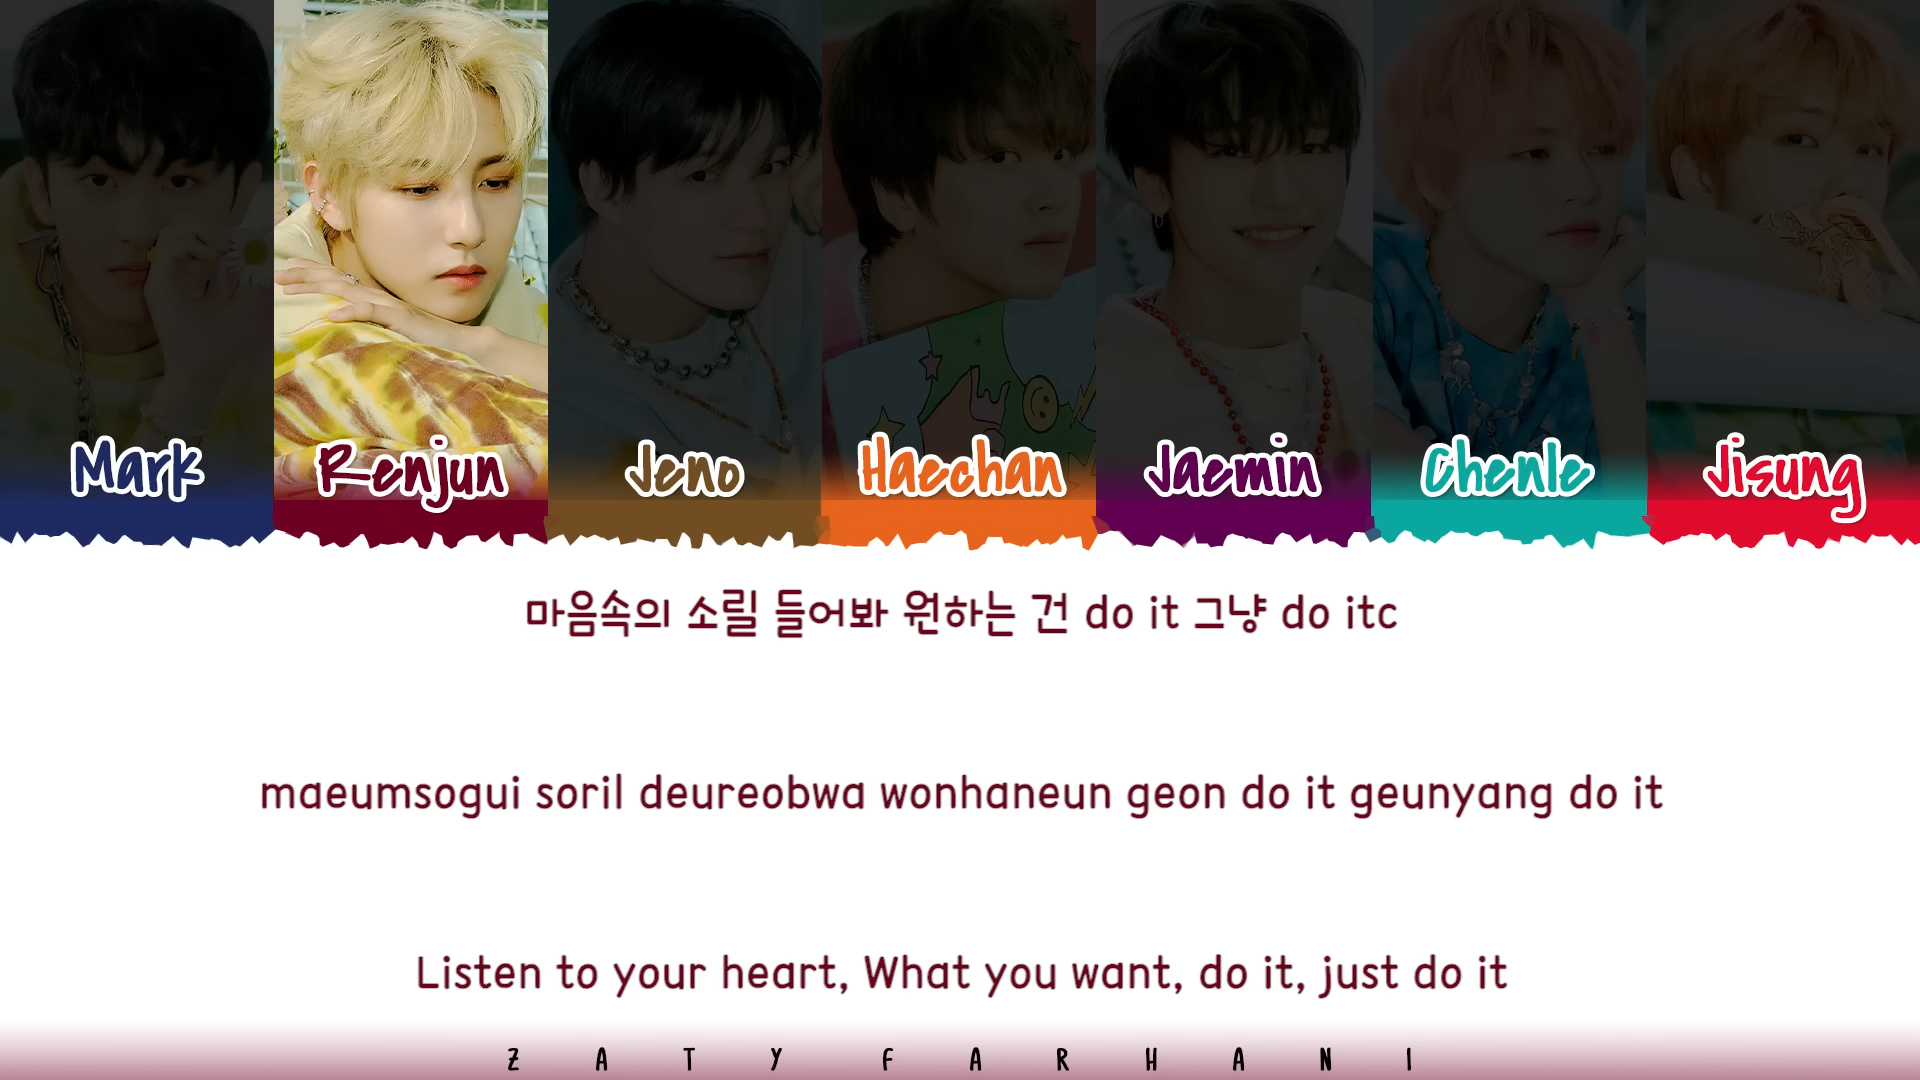 Mark Renjun Jeno Haechan Jaemin Chenle Jisung
마음속의 소릴 들어봐 원하는 건 do it 그냥 do itc
maeumsogui soril deureobwa wonhaneun geon do it geunyang do it
Listen to your heart, What you want, do it, just do it
ZATY FARHANI